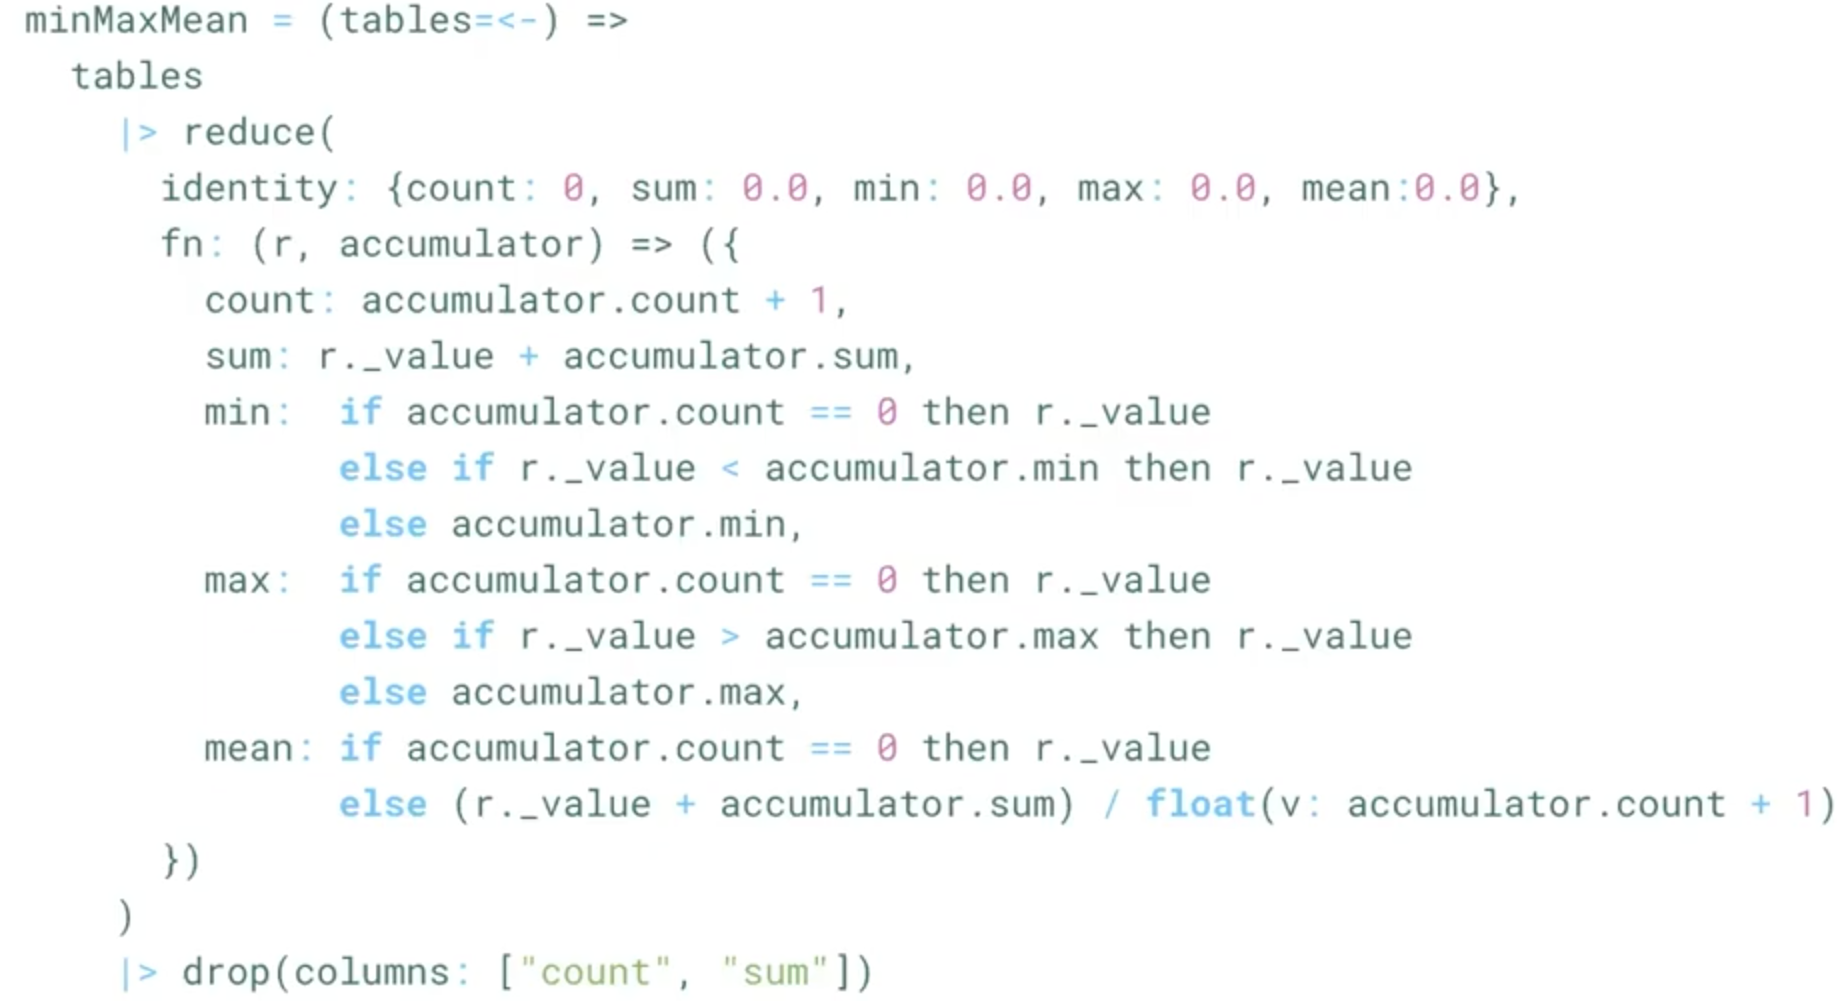 minMaxMean = (tables=<-) =>
  tables
    |> reduce(
      identity: {count: 0, sum: 0.0, min: 0.0, max: 0.0, mean:0.0},
      fn: (r, accumulator) => ({
        count: accumulator.count + 1,
        sum: r._value + accumulator.sum,
        min:  if accumulator.count == 0 then r._value
              else if r._value < accumulator.min then r._value
              else accumulator.min,
        max:  if accumulator.count == 0 then r._value
              else if r._value > accumulator.max then r._value
              else accumulator.max,
        mean: if accumulator.count == 0 then r._value
              else (r._value + accumulator.sum) / float(v: accumulator.count + 1)
      })
    )
    |> drop(columns: ["count", "sum"])